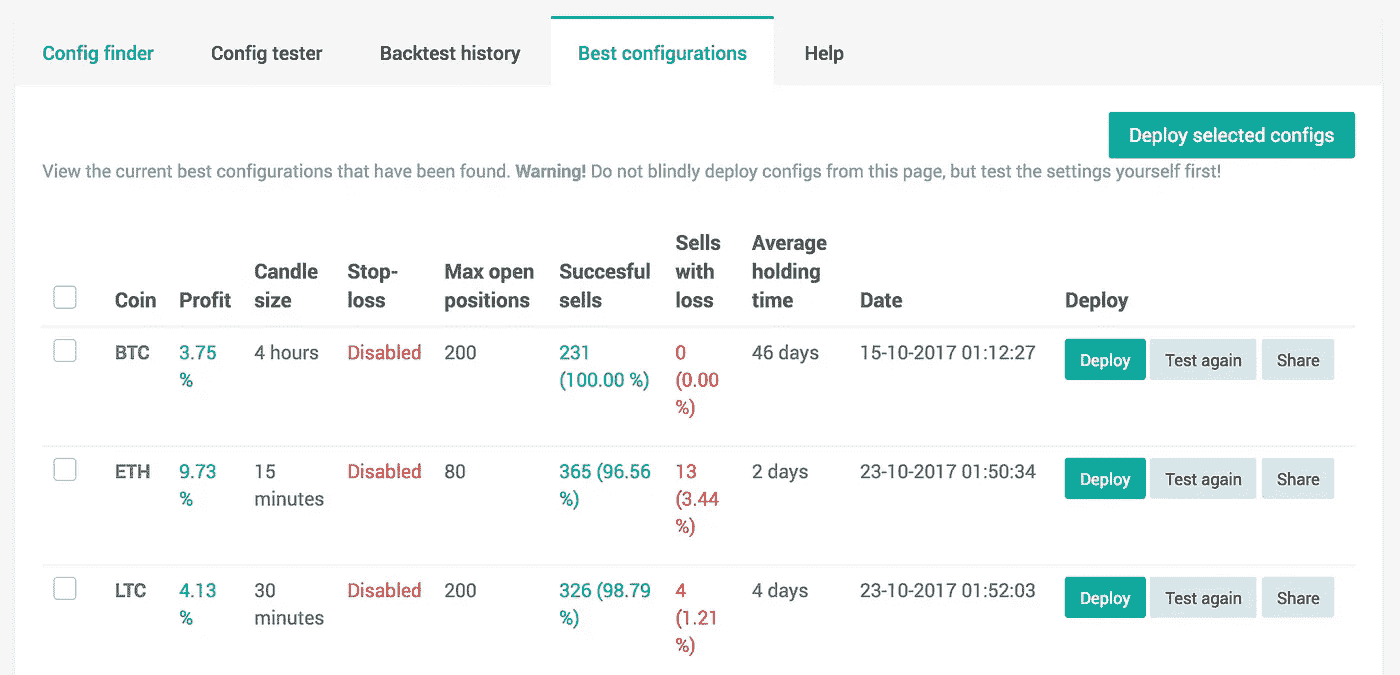 Config finder Config tester Backtest history Best configurations Help
Deploy selected configs
View the current best configurations that have been found. Warning! Do not blindly deploy configs from this page, but test the settings yourself first!
Coin Profit Candle size Stop-loss Max open positions Succesful sells Sells with loss Average holding time Date Deploy
BTC 3.75 % 4 hours Disabled 200 231 (100.00 %) 0 (0.00 %) 46 days 15-10-2017 01:12:27 Deploy Test again Share
ETH 9.73 % 15 minutes Disabled 80 365 (96.56 %) 13 (3.44 %) 2 days 23-10-2017 01:50:34 Deploy Test again Share
LTC 4.13 % 30 minutes Disabled 200 326 (98.79 %) 4 (1.21 %) 4 days 23-10-2017 01:52:03 Deploy Test again Share